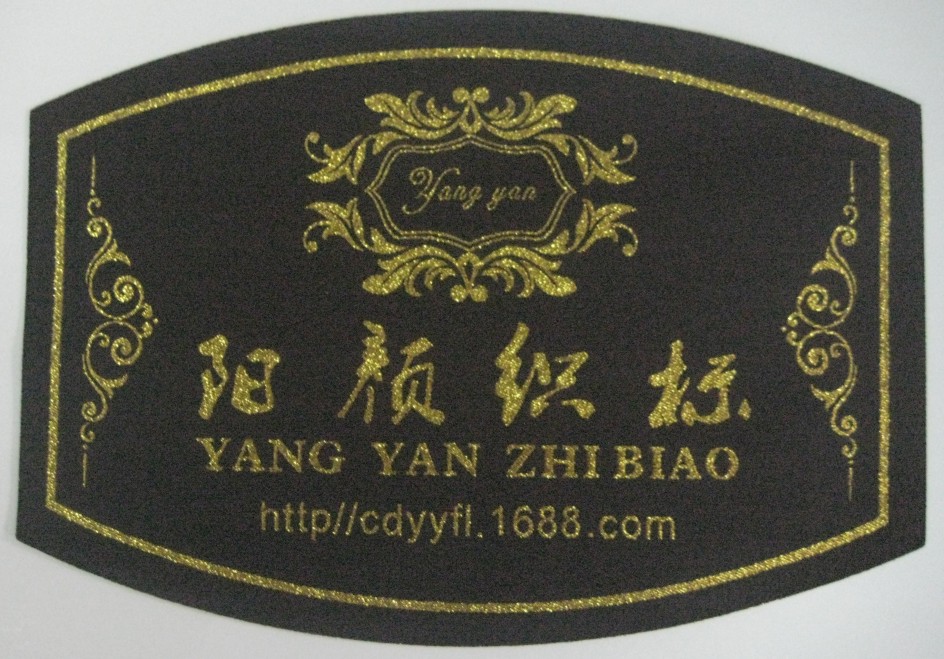 Yang yan
阳颜织标
YANG YAN ZHI BIAO
http//cdyyfl.1688.com